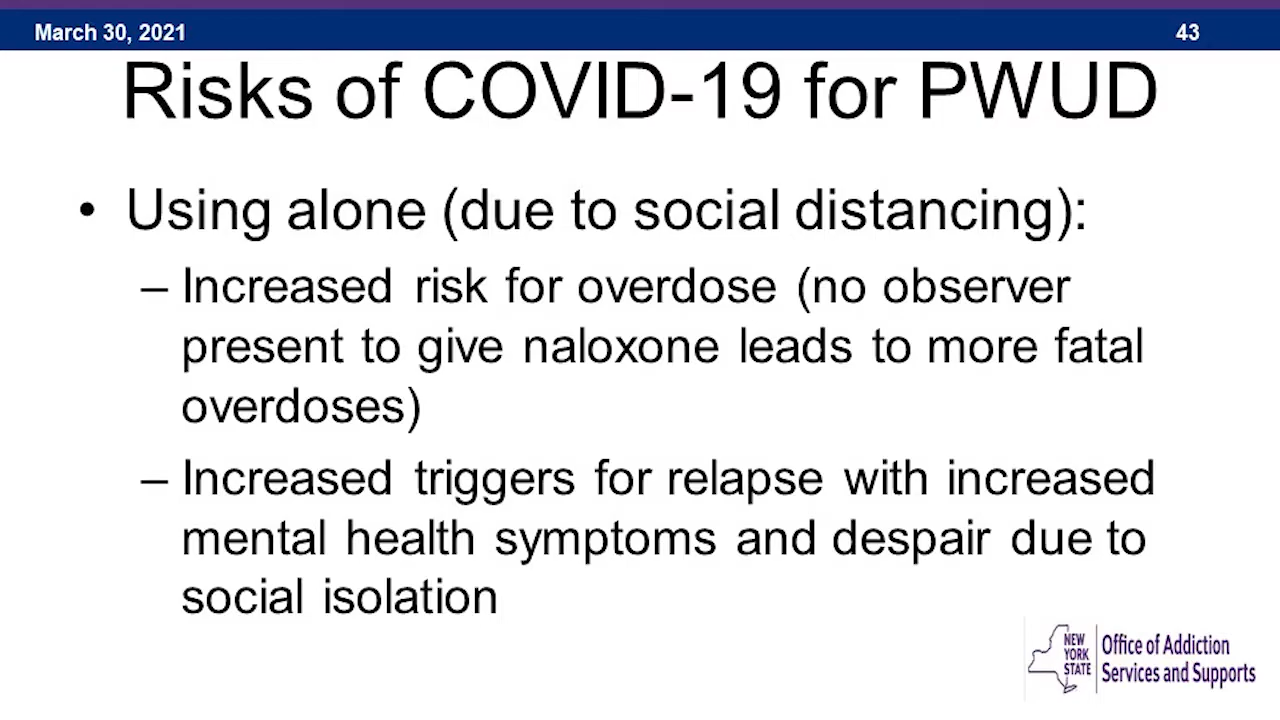 March 30, 2021
43
Risks of COVID-19 for PWUD
• Using alone (due to social distancing):
– Increased risk for overdose (no observer
present to give naloxone leads to more fatal
overdoses)
– Increased triggers for relapse with increased
mental health symptoms and despair due to
social isolation
NEW
YORK
STATE
Office of Addiction
Services and Supports